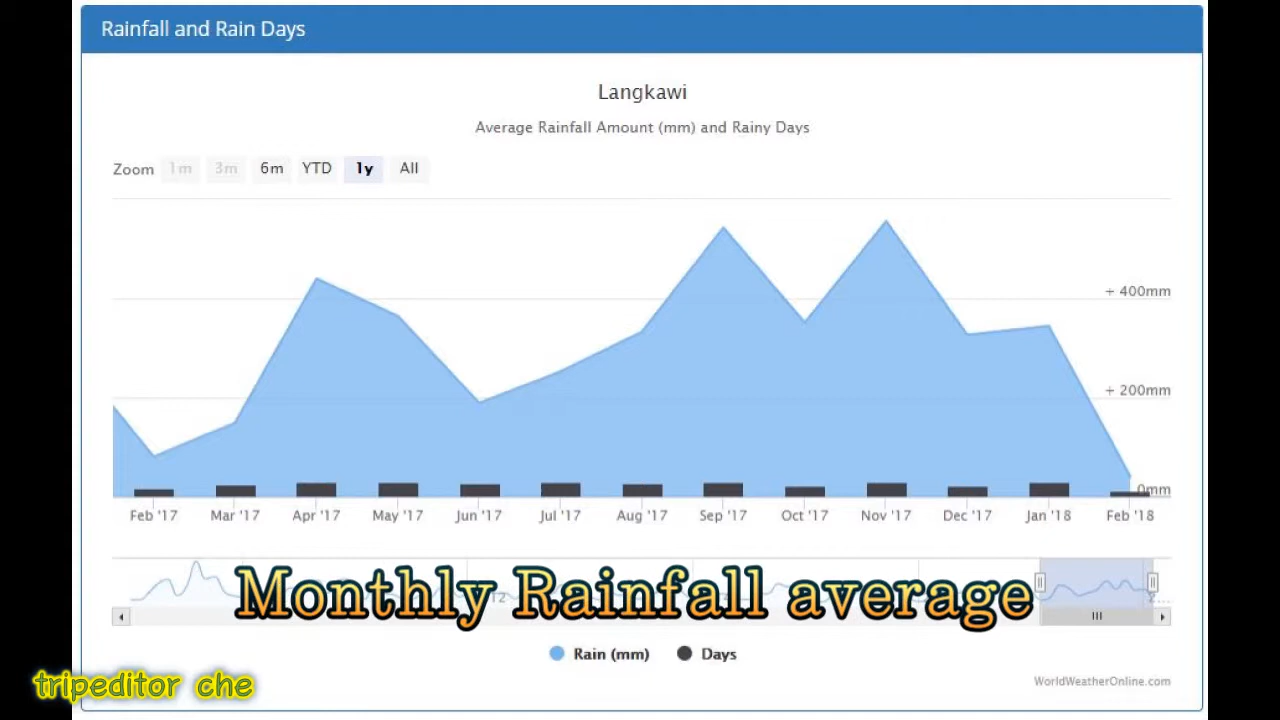 Rainfall and Rain Days
Langkawi
Average Rainfall Amount (mm) and Rainy Days
Zoom 1m 3m 6m YTD 1y All
+ 400mm
+ 200mm
0mm
Feb '17 Mar '17 Apr '17 May '17 Jun '17 Jul '17 Aug '17 Sep '17 Oct '17 Nov '17 Dec '17 Jan '18 Feb '18
Monthly Rainfall average
Rain (mm) Days
tripeditor che
WorldWeatherOnline.com